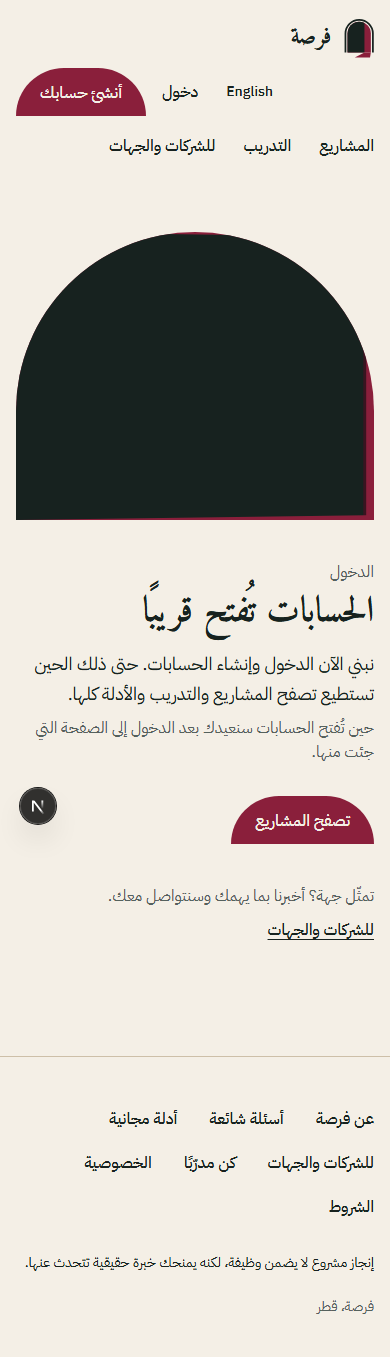 فرصة
English
دخول
أنشئ حسابك
المشاريع
التدريب
للشركات والجهات
الدخول
الحسابات تُفتح قريبًا
نبني الآن الدخول وإنشاء الحسابات. حتى ذلك الحين
تستطيع تصفح المشاريع والتدريب والأدلة كلها.
حين تُفتح الحسابات سنعيدك بعد الدخول إلى الصفحة التي
جئت منها.
تصفح المشاريع
N
تمثّل جهة؟ أخبرنا بما يهمك وسنتواصل معك.
للشركات والجهات
عن فرصة
أسئلة شائعة
أدلة مجانية
للشركات والجهات
كن مدرّبًا
الخصوصية
الشروط
إنجاز مشروع لا يضمن وظيفة، لكنه يمنحك خبرة حقيقية تتحدث عنها.
فرصة، قطر